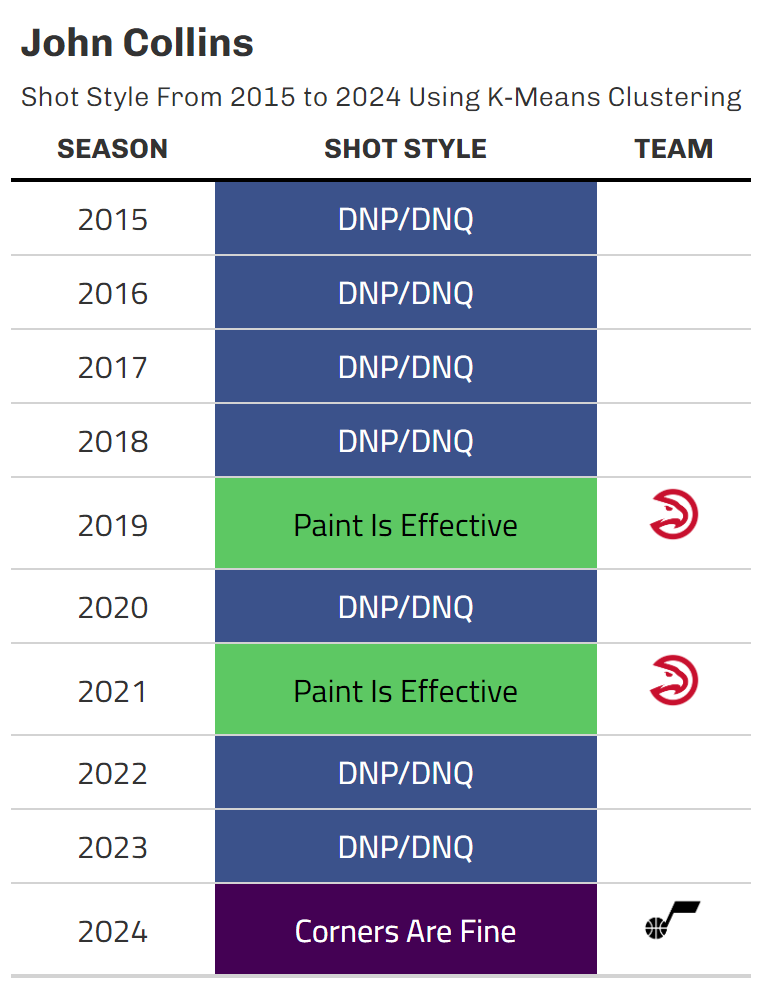 John Collins
Shot Style From 2015 to 2024 Using K-Means Clustering
SEASON SHOT STYLE TEAM
2015 DNP/DNQ
2016 DNP/DNQ
2017 DNP/DNQ
2018 DNP/DNQ
2019 Paint Is Effective
2020 DNP/DNQ
2021 Paint Is Effective
2022 DNP/DNQ
2023 DNP/DNQ
2024 Corners Are Fine